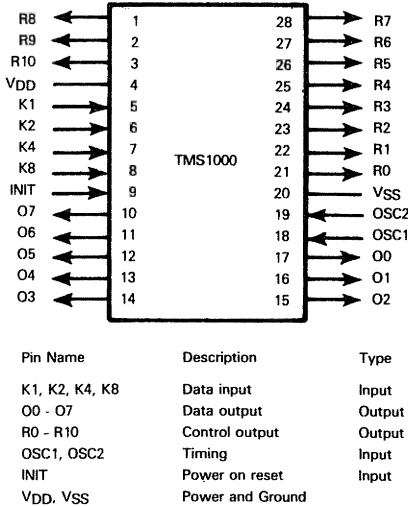 R8 1 28 R7
R9 2 27 R6
R10 3 26 R5
VDD 4 25 R4
K1 5 24 R3
K2 6 23 R2
K4 7 22 R1
TMS1000
K8 8 21 R0
INIT 9 20 VSS
O7 10 19 OSC2
O6 11 18 OSC1
O5 12 17 O0
O4 13 16 O1
O3 14 15 O2
Pin Name Description Type
K1, K2, K4, K8 Data input Input
O0 - O7 Data output Output
R0 - R10 Control output Output
OSC1, OSC2 Timing Input
INIT Power on reset Input
VDD, VSS Power and Ground